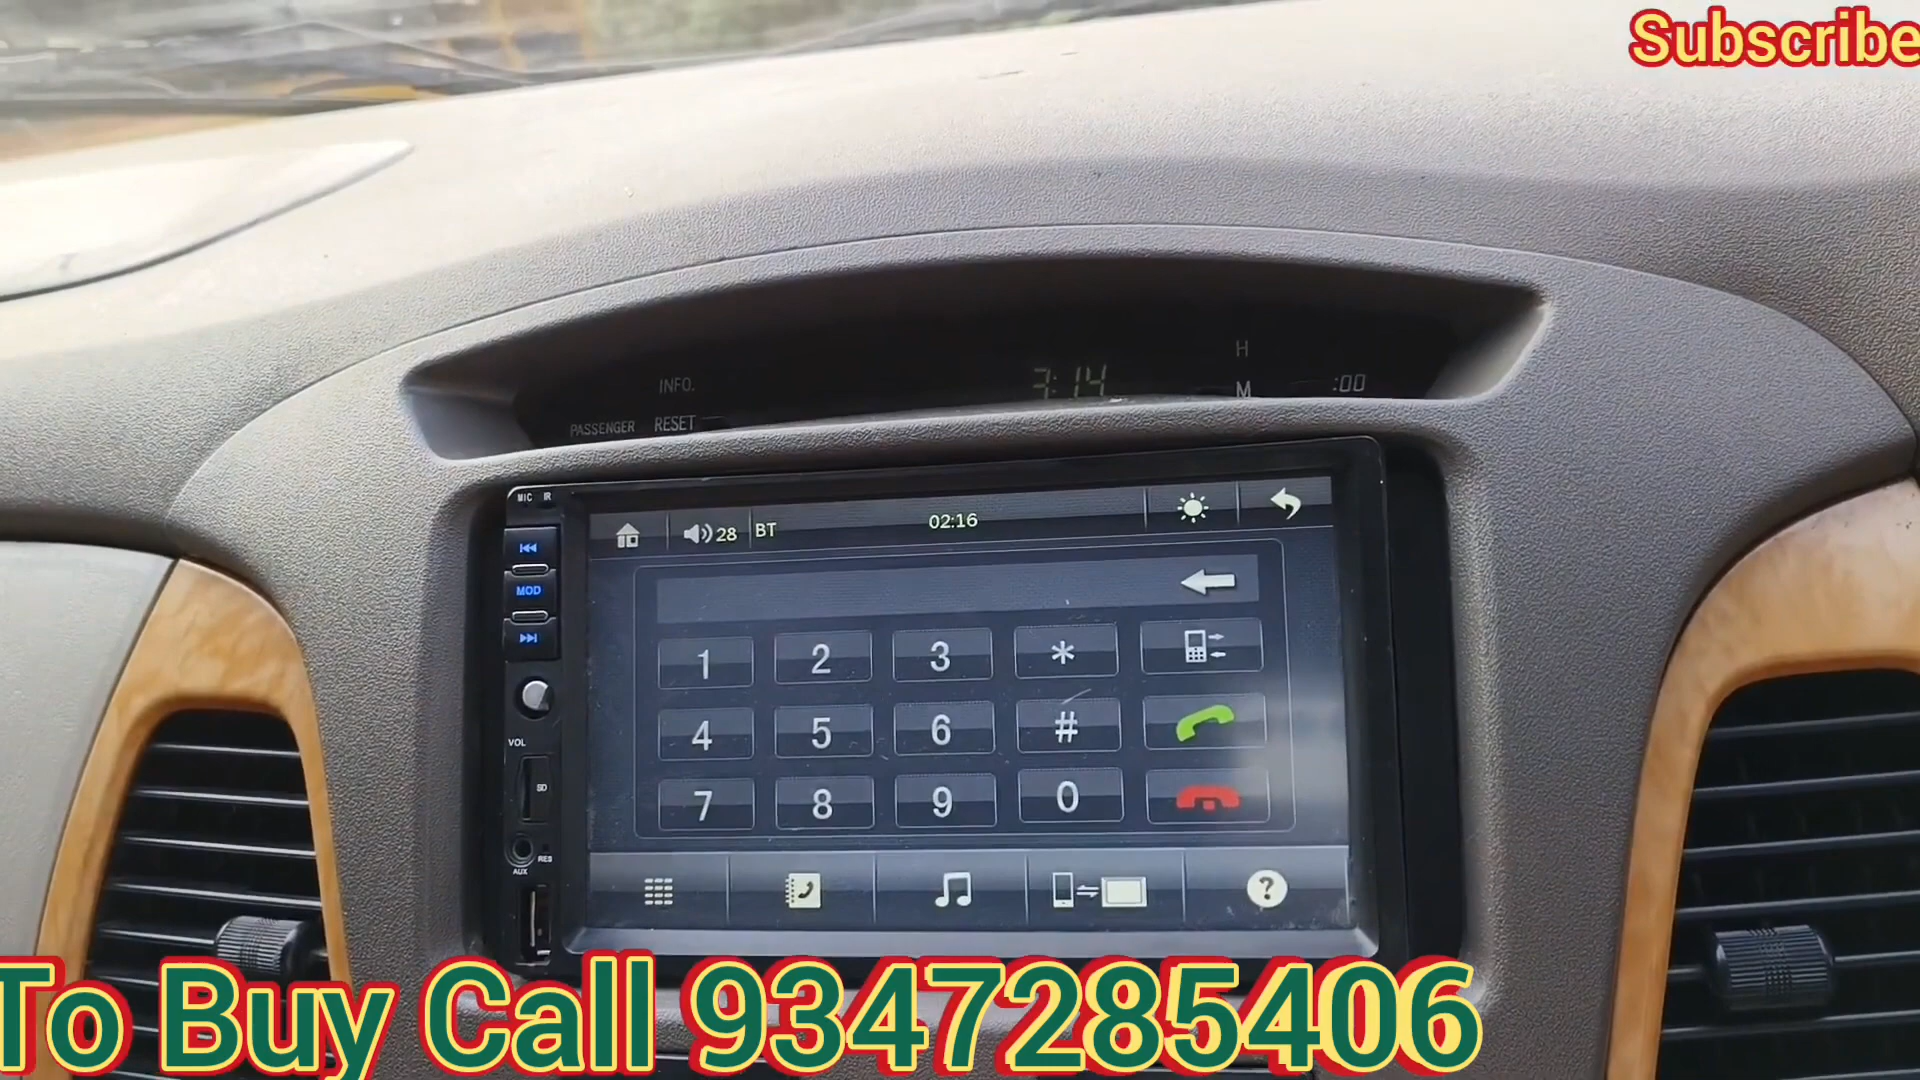 Subscribe
H
INFO.
3:14
M
:00
PASSENGER
RESET
MIC IR
28
BT
02:16
MOD
1
2
3
*
4
5
6
#
7
8
9
0
VOL
SD
RES
AUX
?
To Buy Call 9347285406